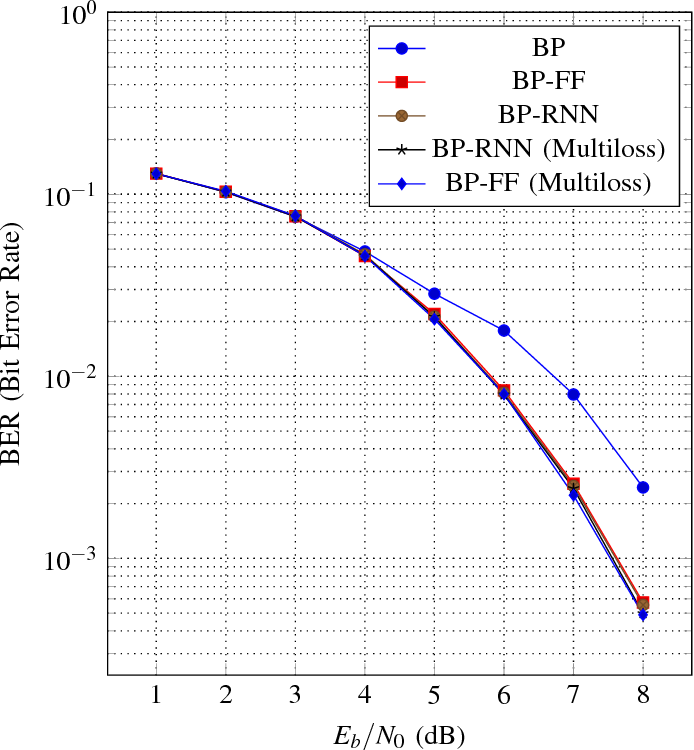 10^0
10^−1
10^−2
10^−3
BER (Bit Error Rate)
BP
BP-FF
BP-RNN
BP-RNN (Multiloss)
BP-FF (Multiloss)
1 2 3 4 5 6 7 8
E_b/N_0 (dB)